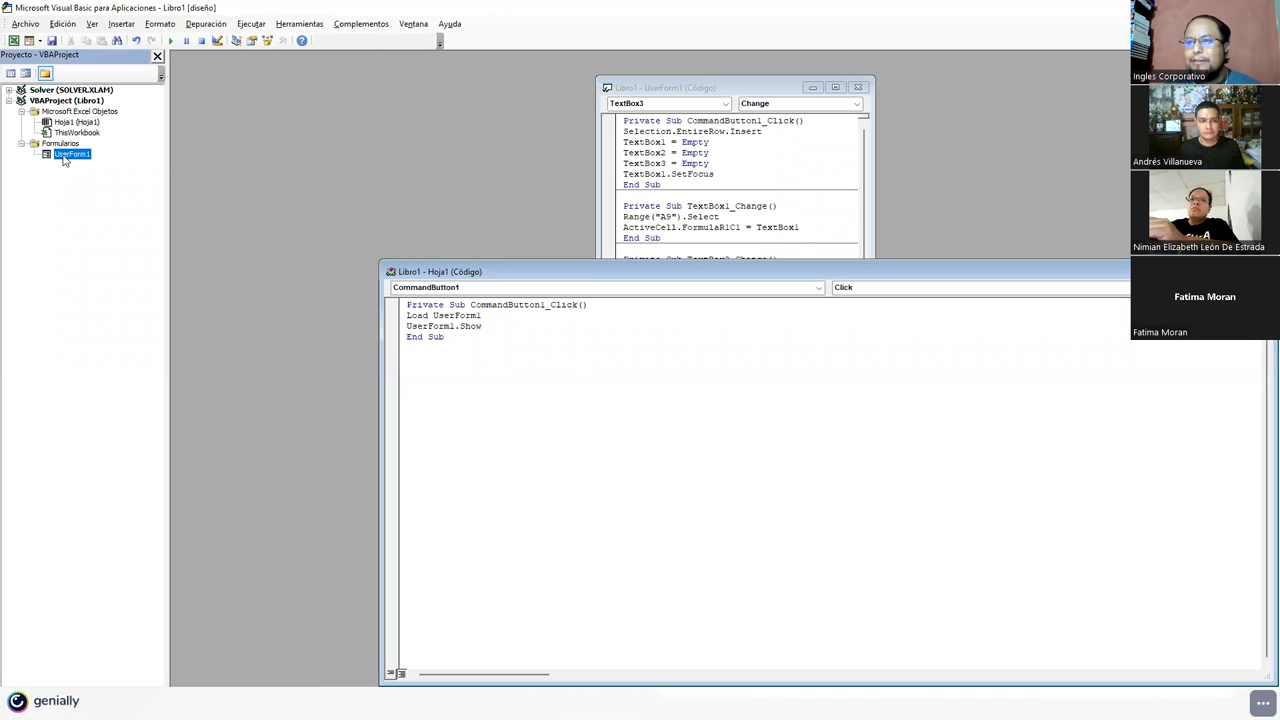 Microsoft Visual Basic para Aplicaciones - Libro1 [diseño]
Archivo Edición Ver Insertar Formato Depuración Ejecutar Herramientas Complementos Ventana Ayuda
Proyecto - VBAProject
Solver (SOLVER.XLAM)
VBAProject (Libro1)
Microsoft Excel Objetos
Hoja1 (Hoja1)
ThisWorkbook
Formularios
UserForm1
Libro1 - UserForm1 (Código)
TextBox3 Change
Private Sub CommandButton1_Click()
Selection.EntireRow.Insert
TextBox1 = Empty
TextBox2 = Empty
TextBox3 = Empty
TextBox1.SetFocus
End Sub
Private Sub TextBox1_Change()
Range("A9").Select
ActiveCell.FormulaR1C1 = TextBox1
End Sub
Private Sub TextBox2_Change()
Libro1 - Hoja1 (Código)
CommandButton1 Click
Private Sub CommandButton1_Click()
Load UserForm1
UserForm1.Show
End Sub
Ingles Corporativo
Andrés Villanueva
Nimian Elizabeth León De Estrada
Fatima Moran
Fatima Moran
genially